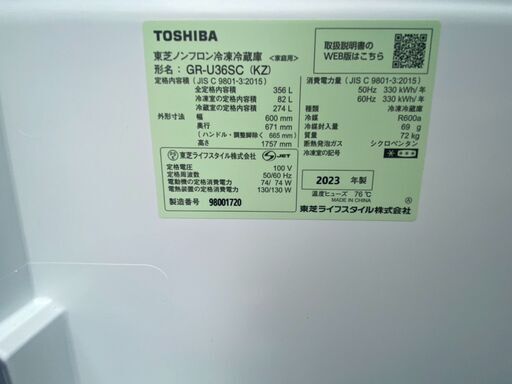 TOSHIBA
東芝ノンフロン冷凍冷蔵庫 <家庭用>
形名: GR-U36SC (KZ)
取扱説明書の
WEB版はこちら
定格内容積 (JIS C 9801-3:2015)
全定格内容積 356 L
冷凍室の定格内容積 82 L
冷蔵室の定格内容積 274 L
外形寸法 幅 600 mm
奥行 671 mm
(ハンドル・調整脚除く 665 mm)
高さ 1757 mm
消費電力量 (JIS C 9801-3:2015)
50Hz 330 kWh/年
60Hz 330 kWh/年
種類 冷凍冷蔵庫
冷媒 R600a
冷媒封入量 69 g
質量 72 kg
断熱発泡ガス シクロペンタン
冷凍室の記号
東芝ライフスタイル株式会社 JET
定格電圧 100 V
定格周波数 50/60 Hz
電動機の定格消費電力 74/ 74 W
電熱装置の定格消費電力 130/130 W
製造番号 98001720
2023 年製
温度ヒューズ 76℃
MADE IN CHINA
東芝ライフスタイル株式会社 Ⓐ